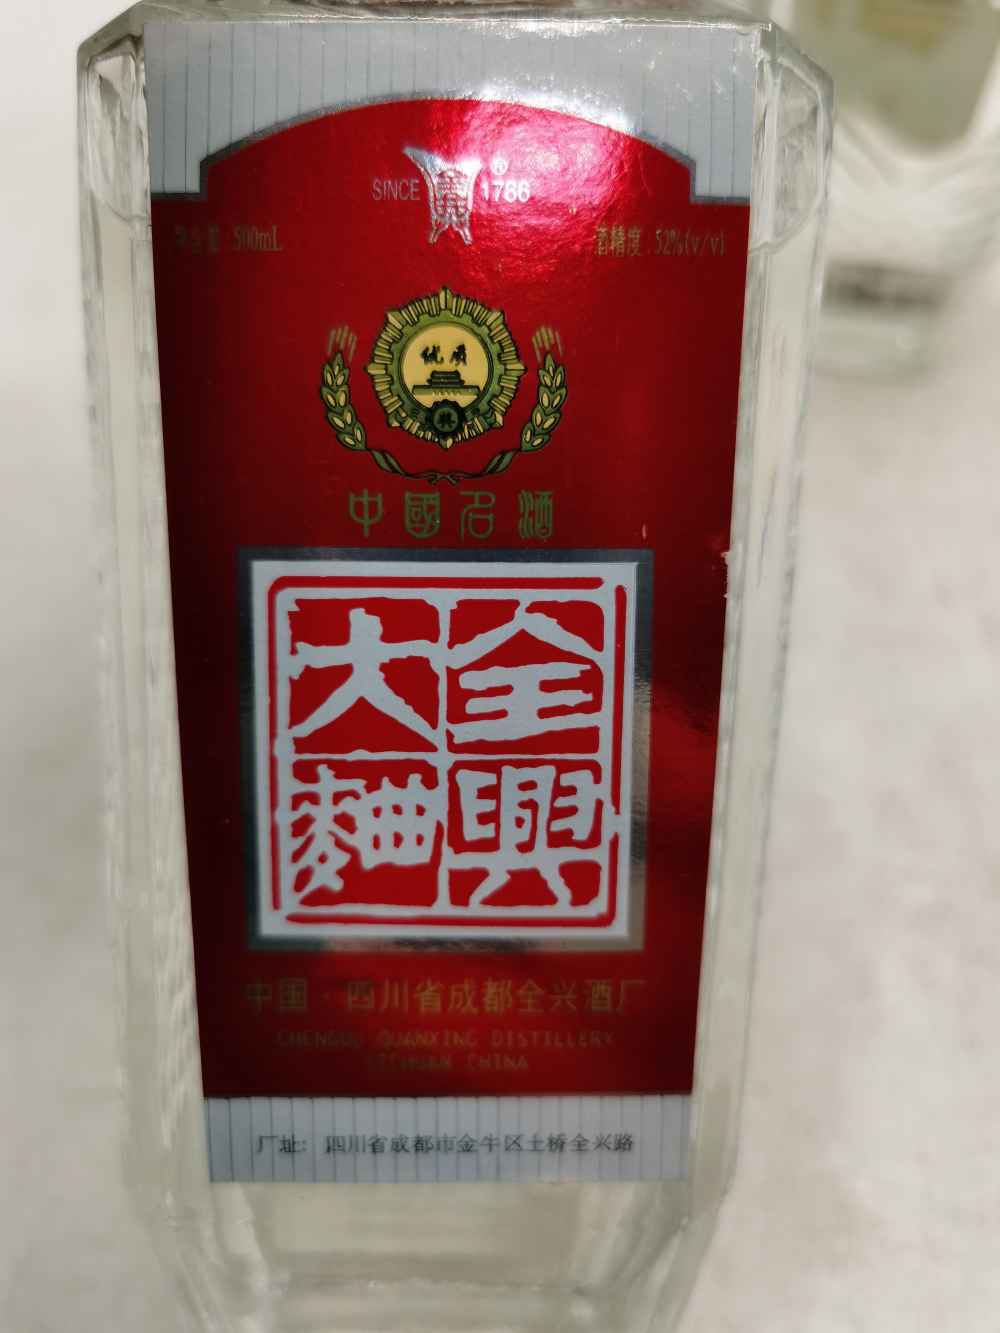 SINCE 1786
®
净含量:500mL 酒精度:52%(v/v)
优质
中國名酒
全興
大麯
中国·四川省成都全兴酒厂
CHENGDU QUANXING DISTILLERY
SICHUAN CHINA
厂址: 四川省成都市金牛区土桥全兴路